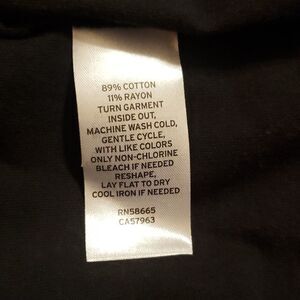 89% COTTON
11% RAYON
TURN GARMENT
INSIDE OUT,
MACHINE WASH COLD,
GENTLE CYCLE,
WITH LIKE COLORS
ONLY NON-CHLORINE
BLEACH IF NEEDED
RESHAPE,
LAY FLAT TO DRY
COOL IRON IF NEEDED
RN58665
CA57963